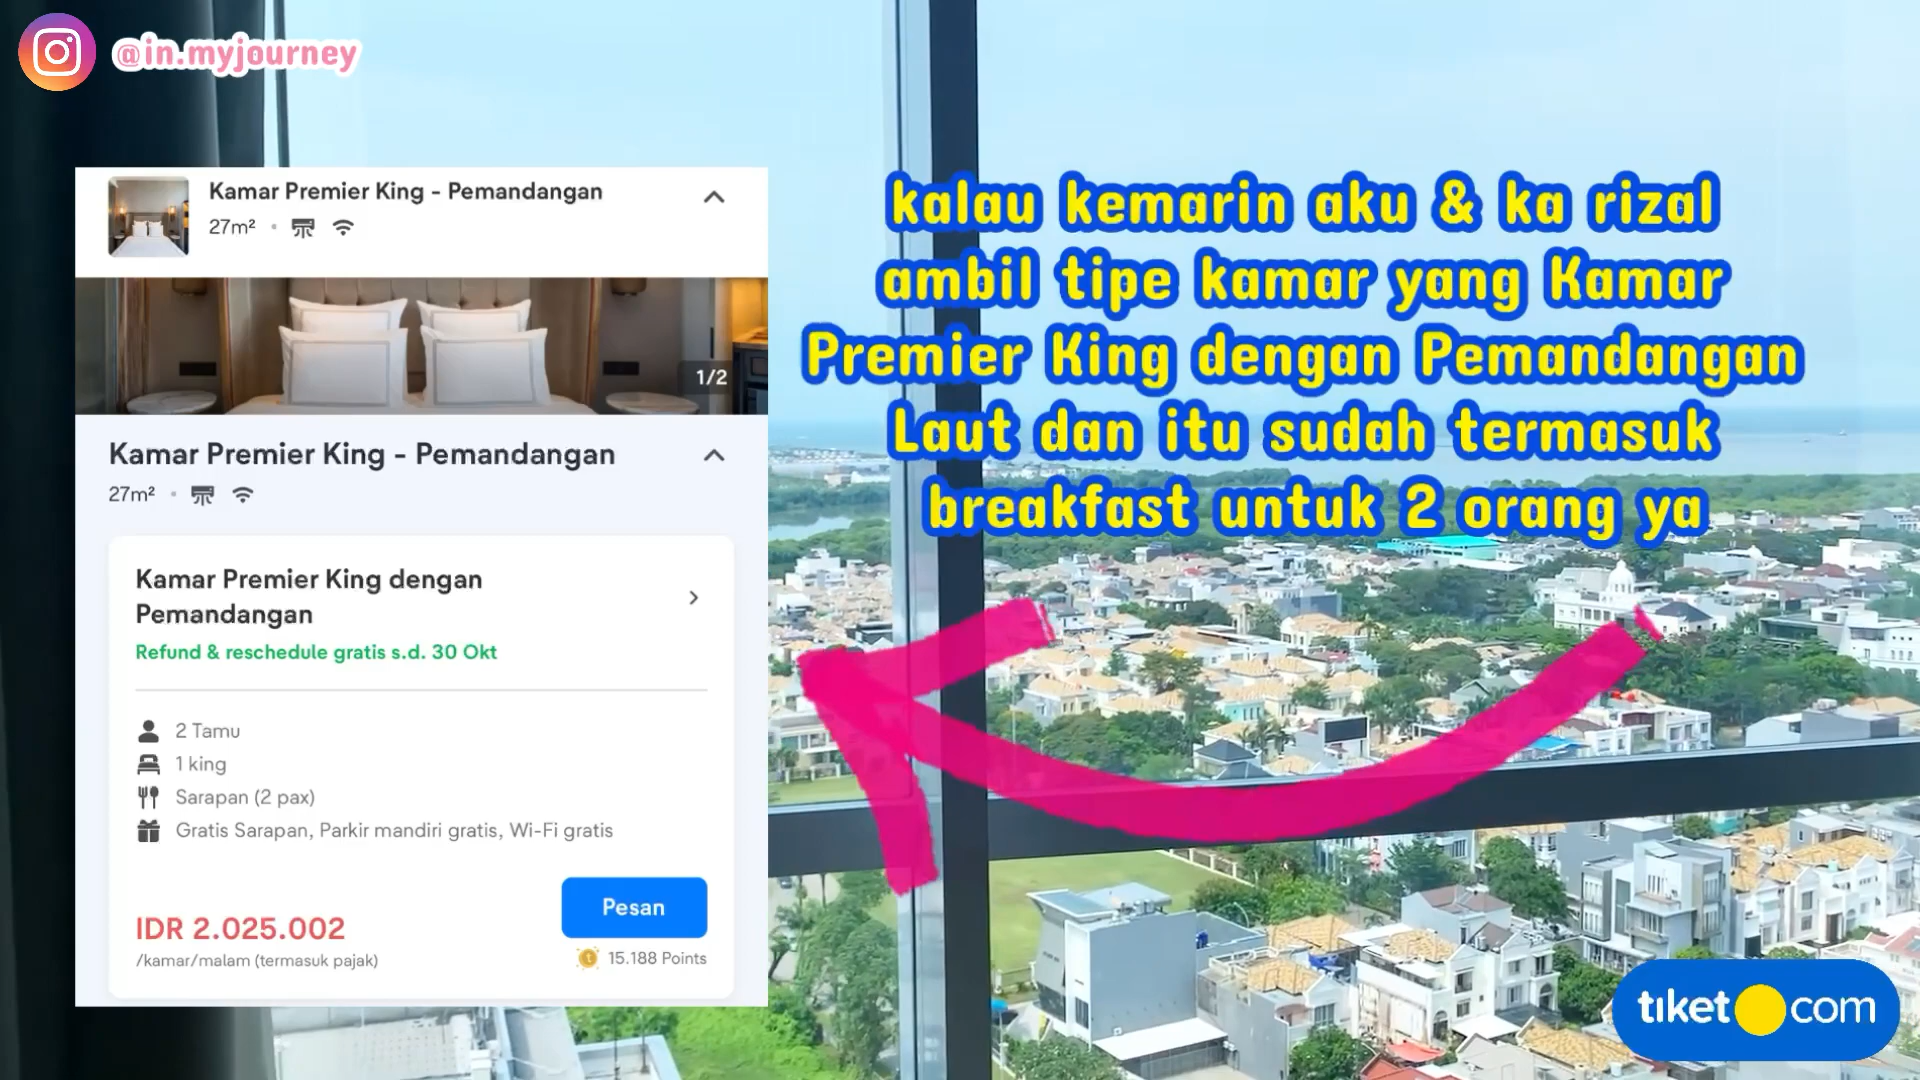 @in.myjourney
Kamar Premier King - Pemandangan
27m²
1/2
Kamar Premier King - Pemandangan
27m²
Kamar Premier King dengan
Pemandangan
Refund & reschedule gratis s.d. 30 Okt
2 Tamu
1 king
Sarapan (2 pax)
Gratis Sarapan, Parkir mandiri gratis, Wi-Fi gratis
IDR 2.025.002
/kamar/malam (termasuk pajak)
Pesan
15.188 Points
kalau kemarin aku & ka rizal
ambil tipe kamar yang Kamar
Premier King dengan Pemandangan
Laut dan itu sudah termasuk
breakfast untuk 2 orang ya
tiket.com